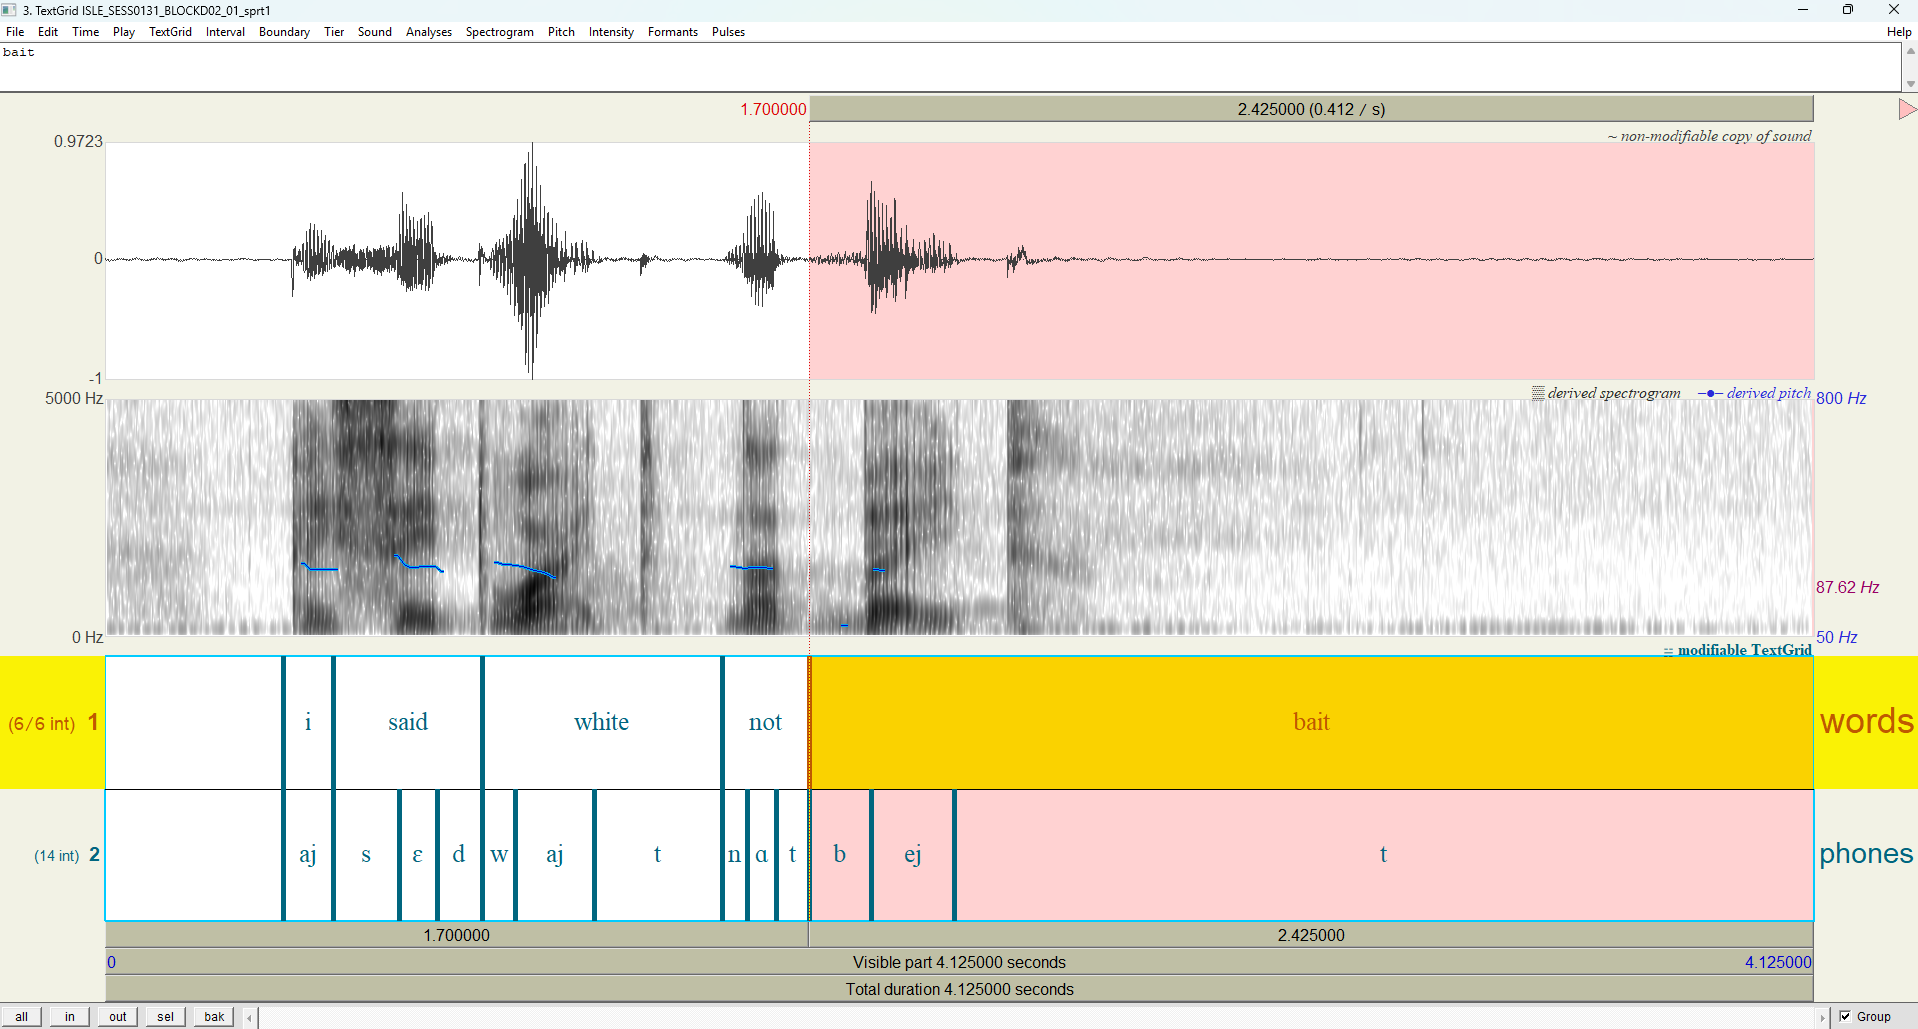 3. TextGrid ISLE_SESS0131_BLOCKD02_01_sprt1
File Edit Time Play TextGrid Interval Boundary Tier Sound Analyses Spectrogram Pitch Intensity Formants Pulses Help
bait
1.700000 2.425000 (0.412 / s)
~ non-modifiable copy of sound
0.9723
0
-1
derived spectrogram derived pitch
5000 Hz 800 Hz
87.62 Hz
0 Hz 50 Hz
modifiable TextGrid
(6/6 int) 1 i said white not bait words
(14 int) 2 aj s ɛ d w aj t n ɑ t b ej t phones
1.700000 2.425000
0 Visible part 4.125000 seconds 4.125000
Total duration 4.125000 seconds
all in out sel bak Group